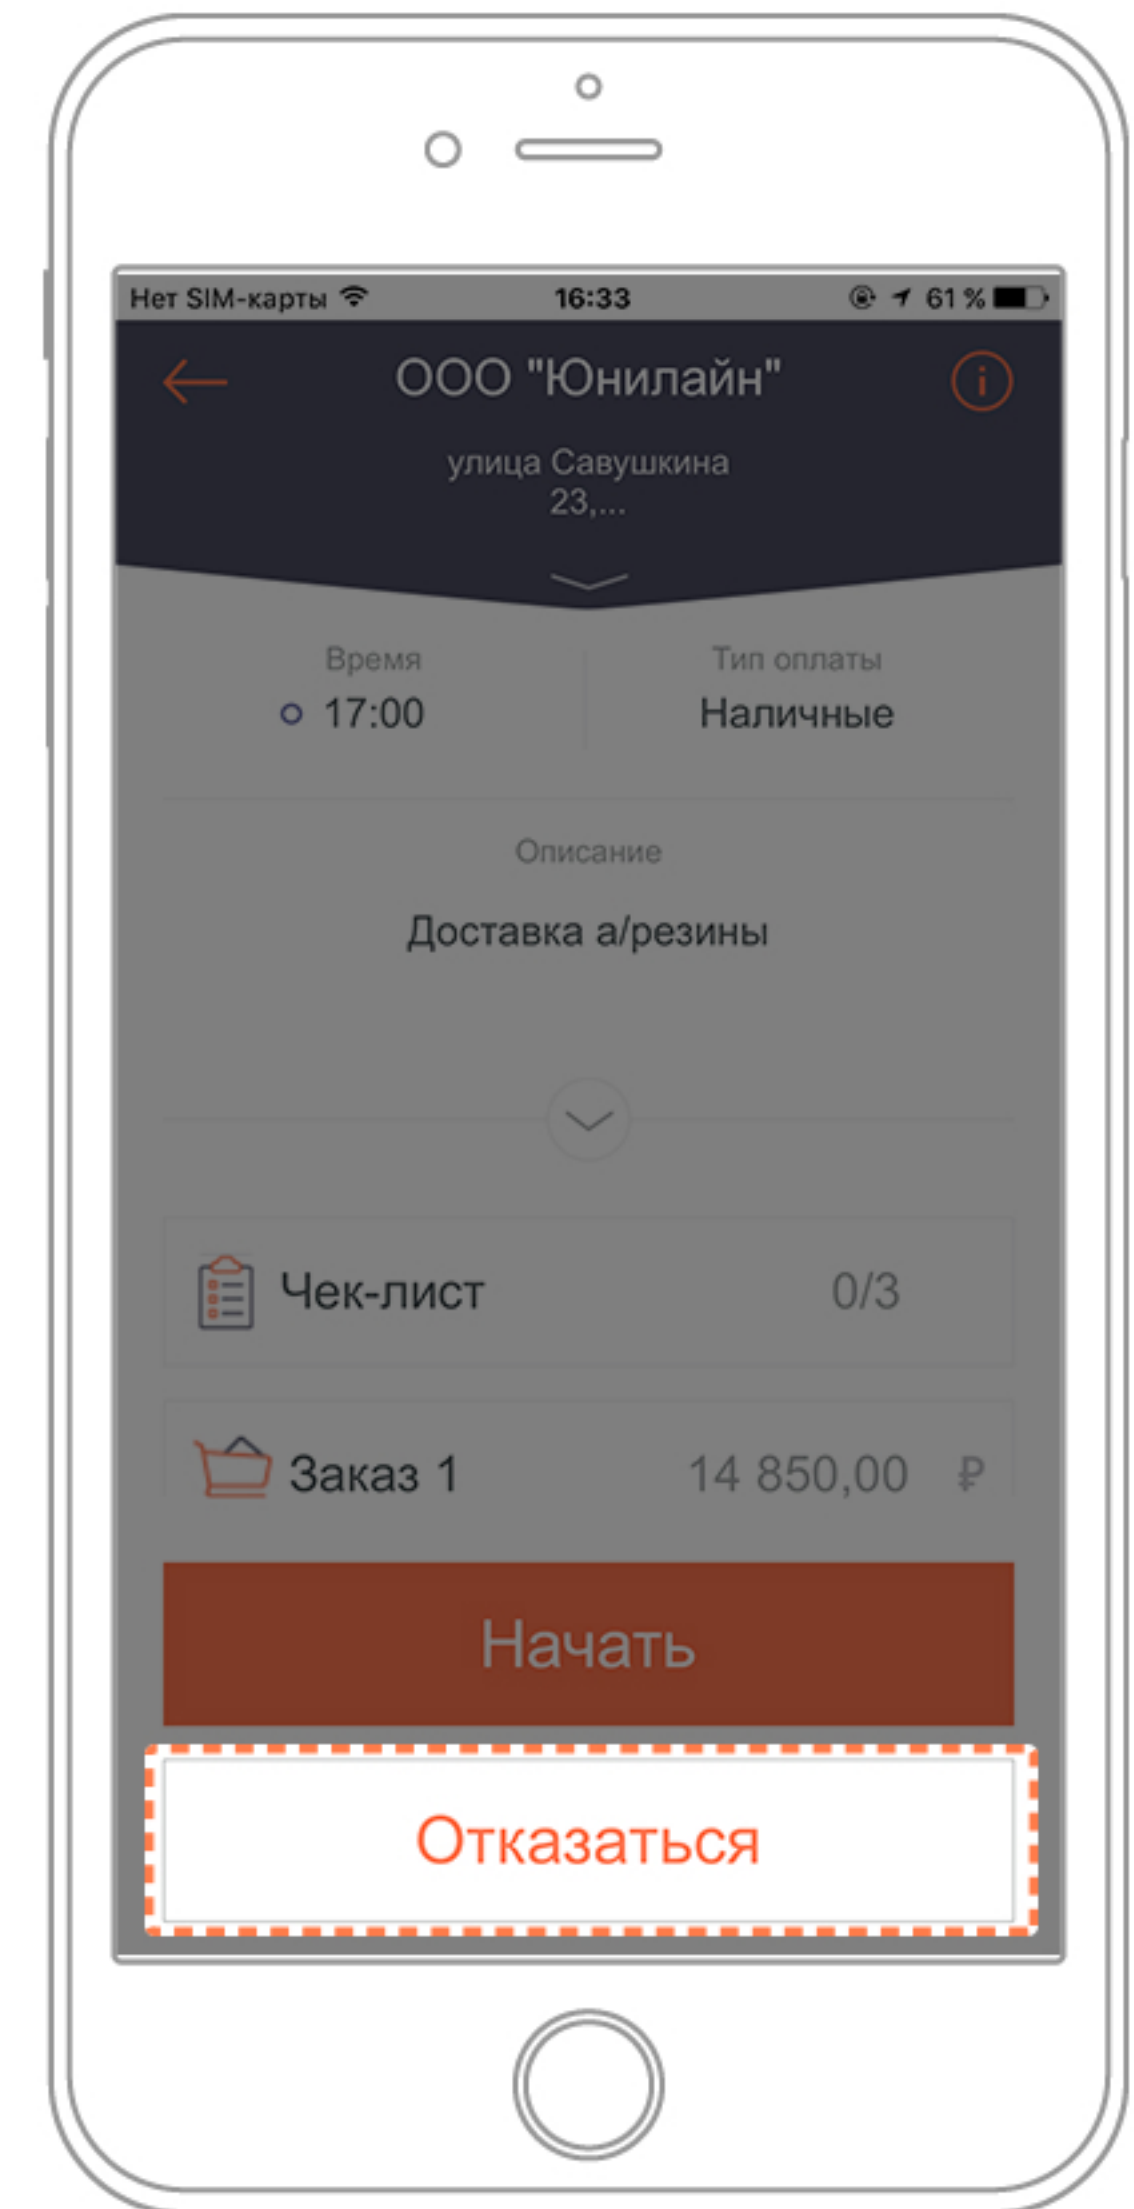 Нет SIM-карты 16:33 61 %
ООО "Юнилайн"
улица Савушкина
23,...
Время Тип оплаты
17:00 Наличные
Описание
Доставка а/резины
Чек-лист 0/3
Заказ 1 14 850,00 ₽
Начать
Отказаться